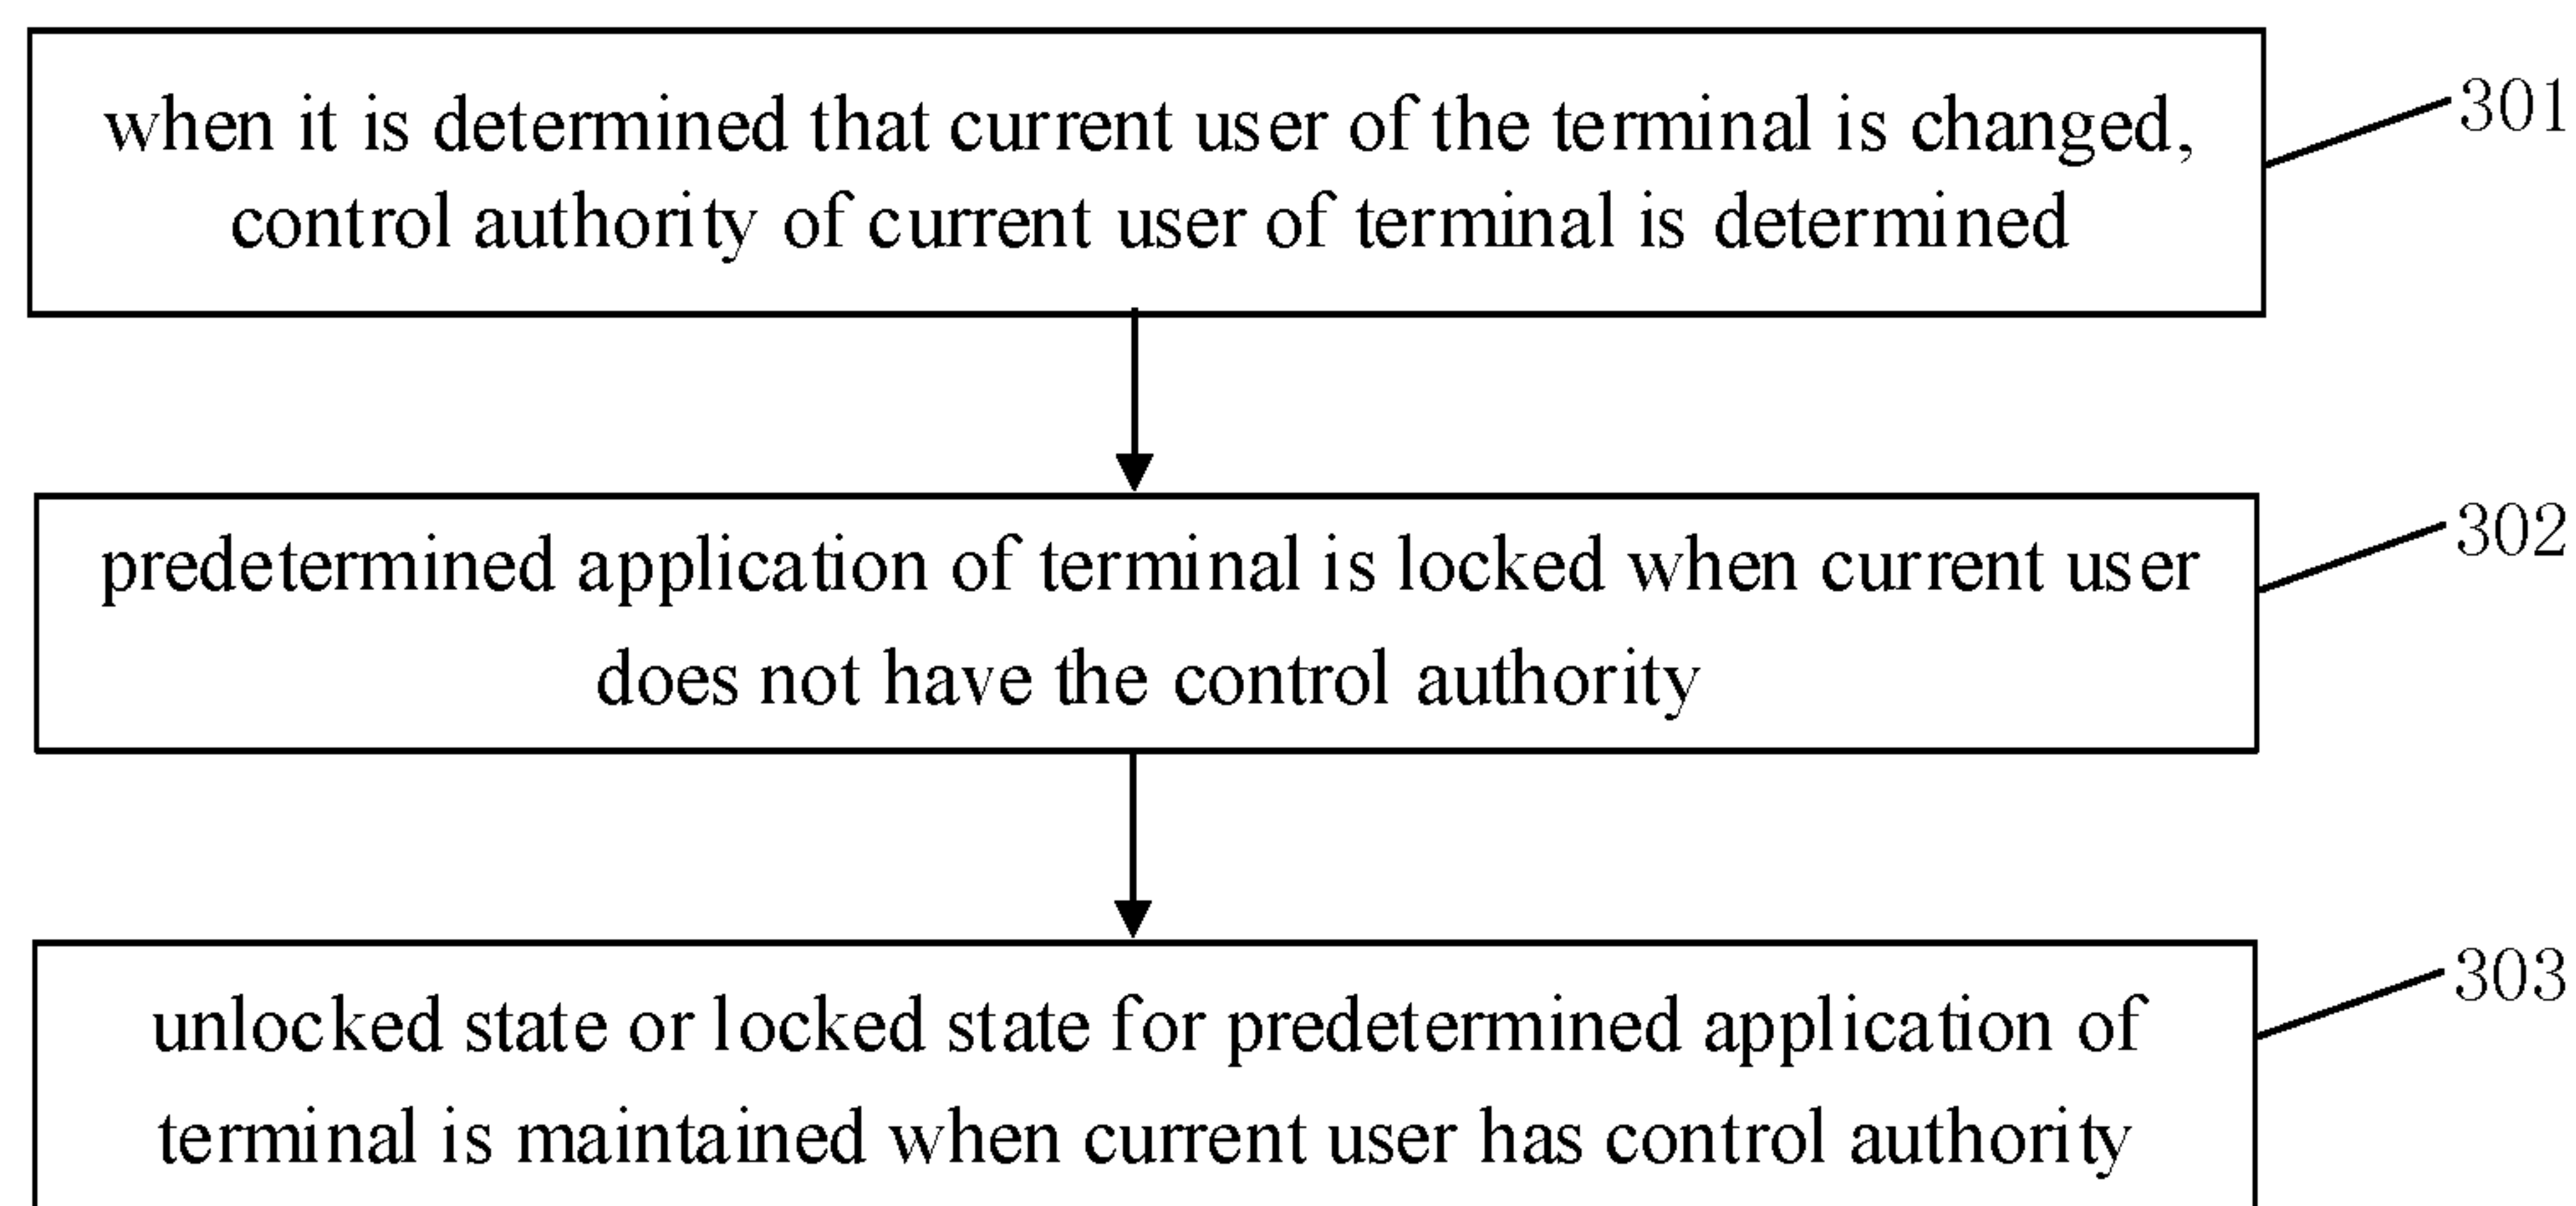 when it is determined that current user of the terminal is changed,
control authority of current user of terminal is determined
301
predetermined application of terminal is locked when current user
does not have the control authority
302
unlocked state or locked state for predetermined application of
terminal is maintained when current user has control authority
303